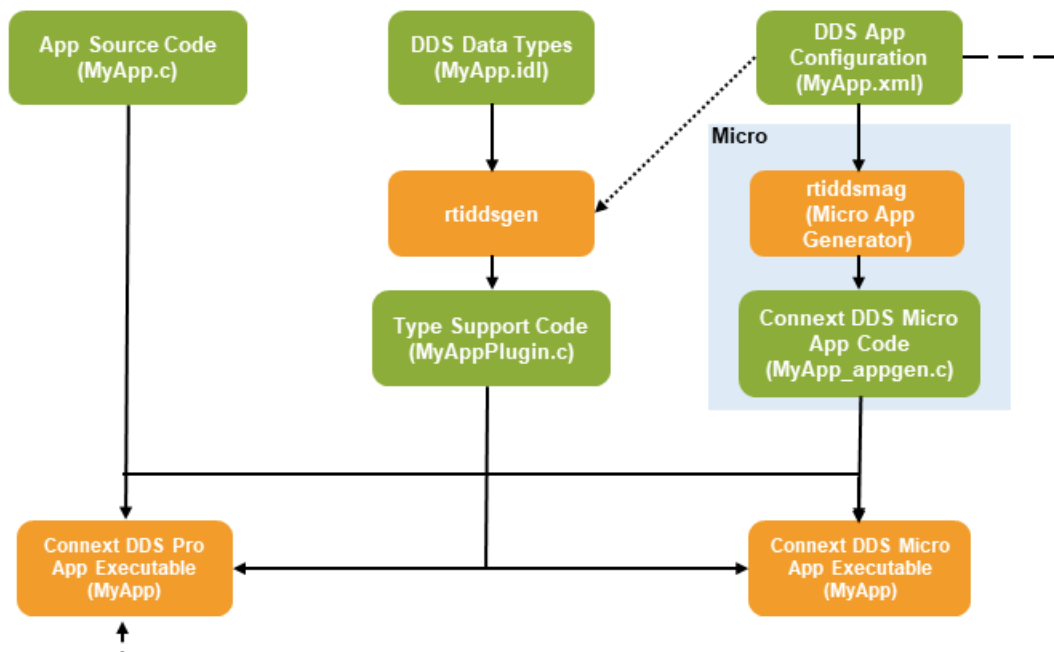 App Source Code
(MyApp.c)
DDS Data Types
(MyApp.idl)
DDS App
Configuration
(MyApp.xml)
Micro
rtiddsgen
rtiddsmag
(Micro App
Generator)
Type Support Code
(MyAppPlugin.c)
Connext DDS Micro
App Code
(MyApp_appgen.c)
Connext DDS Pro
App Executable
(MyApp)
Connext DDS Micro
App Executable
(MyApp)